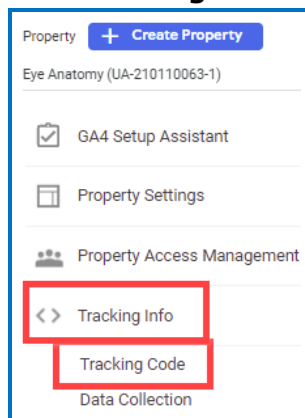 Property + Create Property
Eye Anatomy (UA-210110063-1)
GA4 Setup Assistant
Property Settings
Property Access Management
<> Tracking Info
Tracking Code
Data Collection